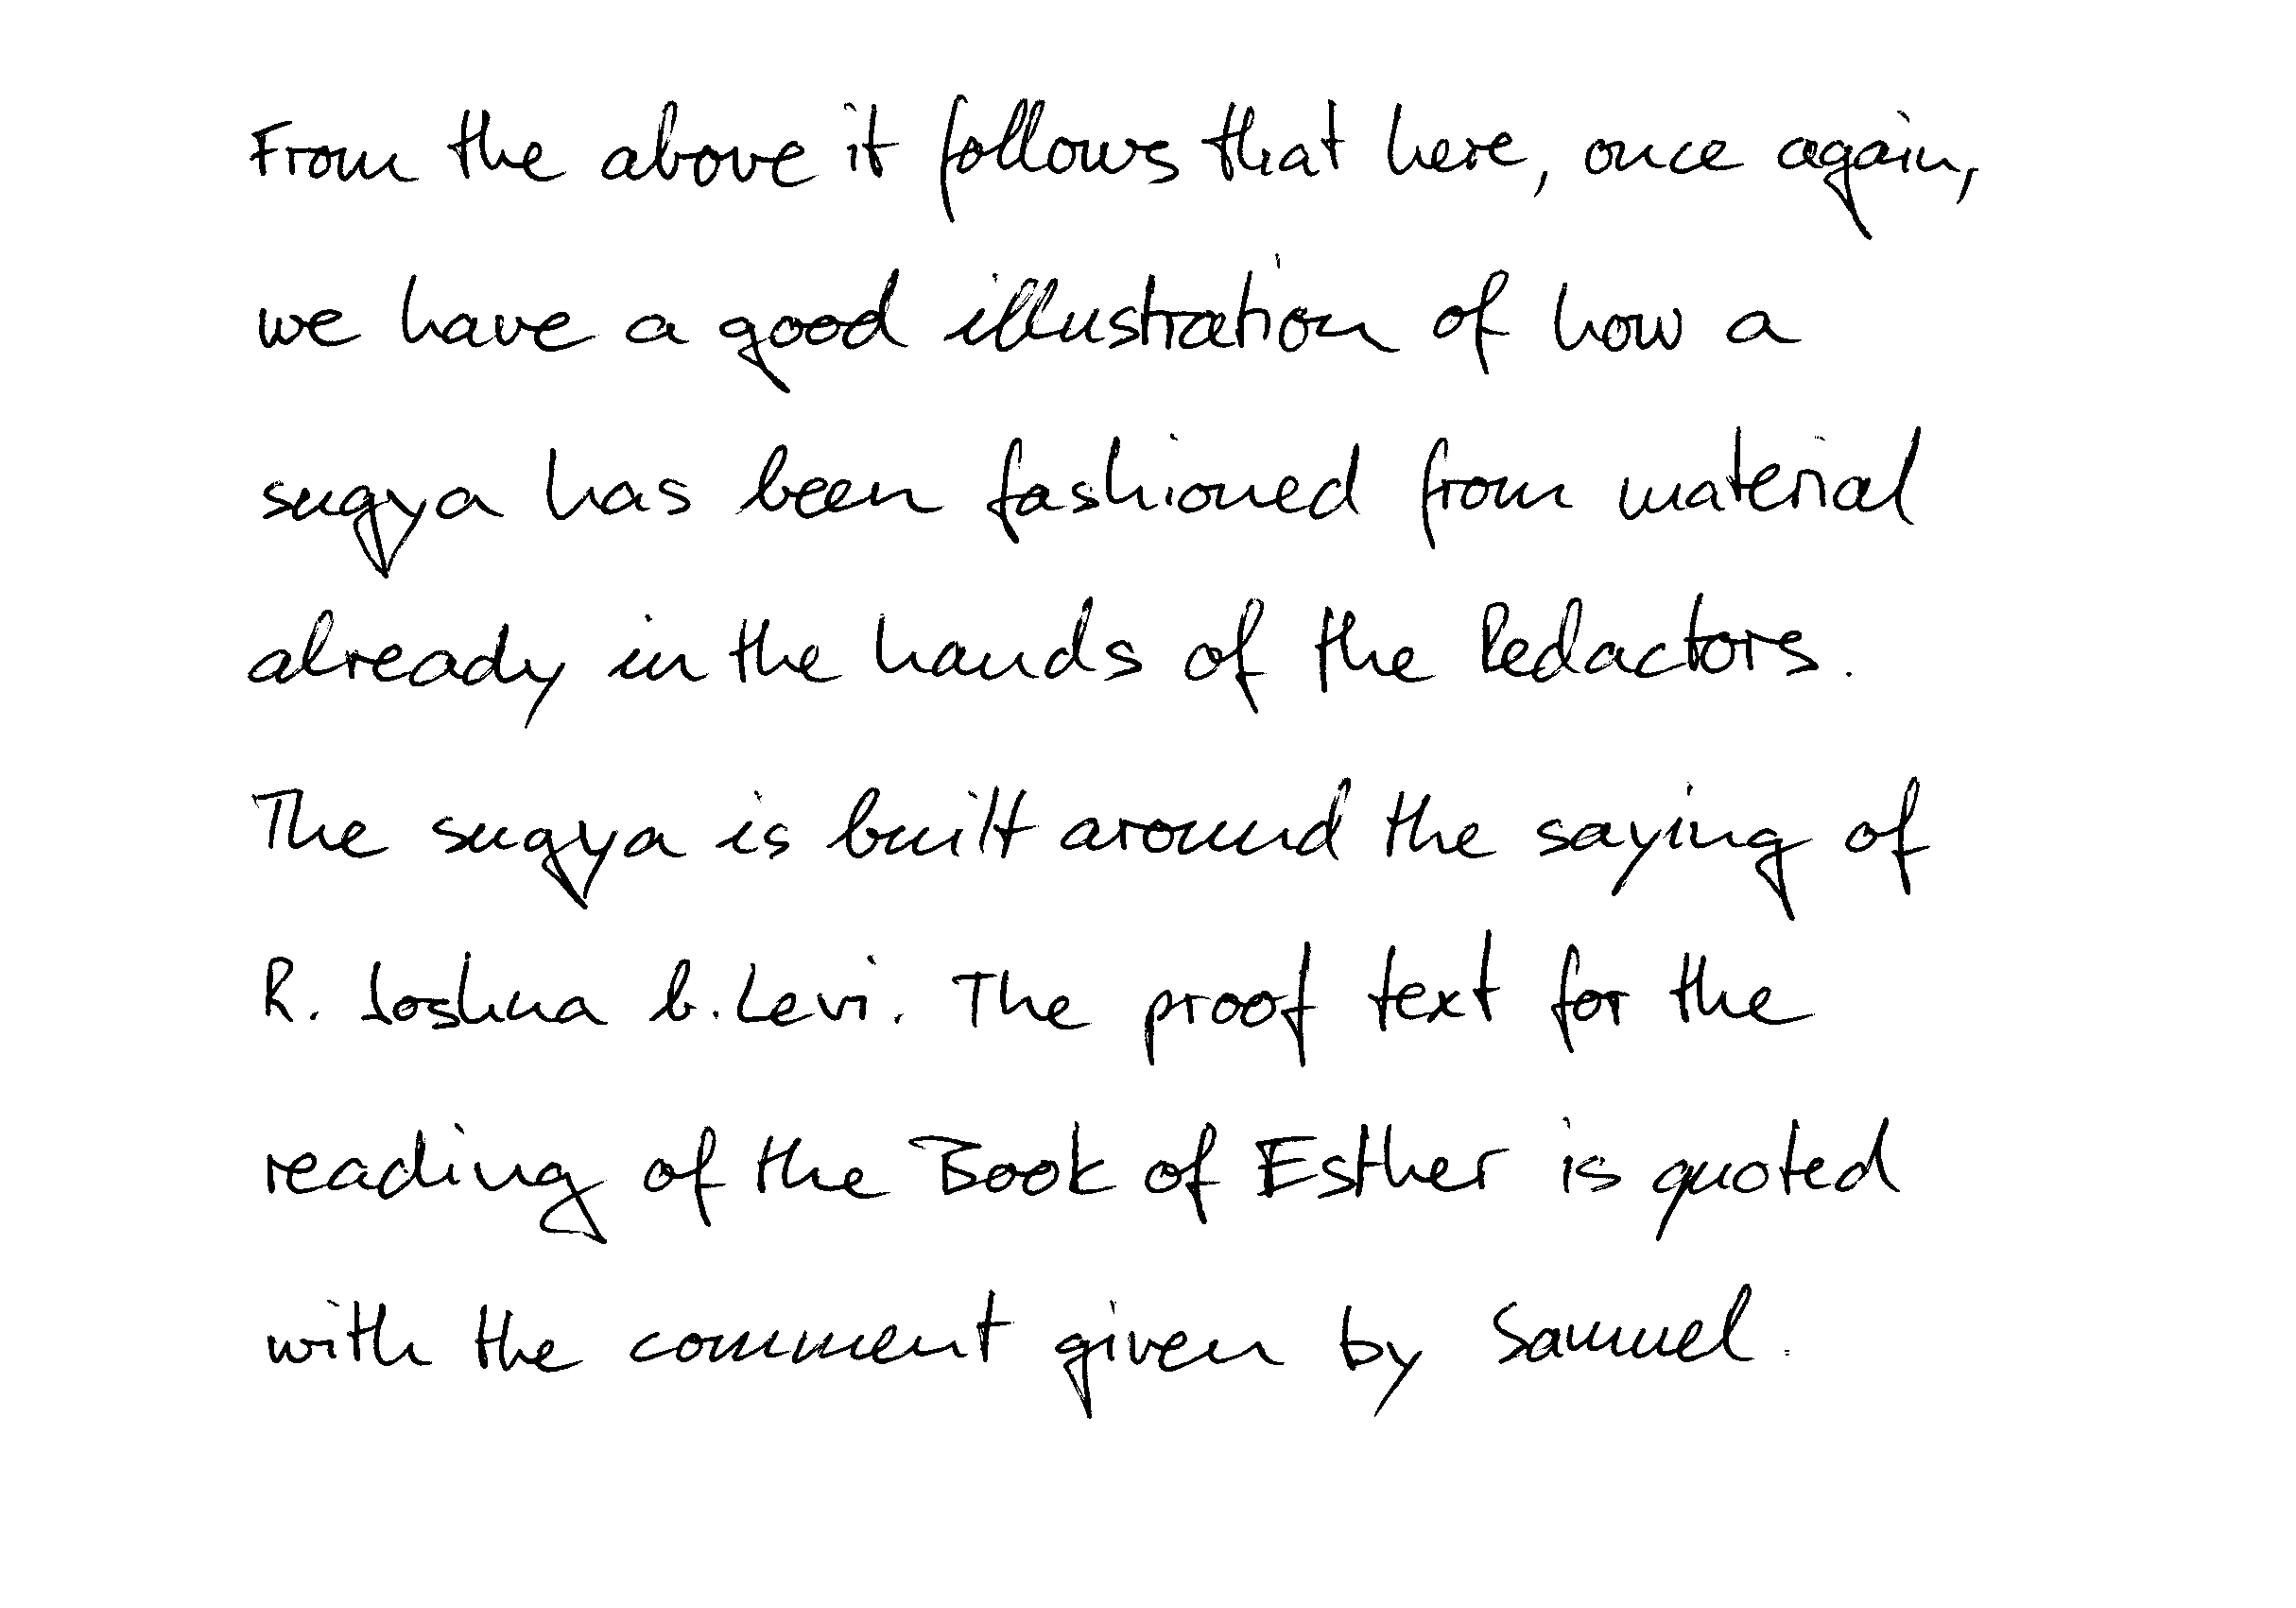 From the above it follows that here, once again,
we have a good illustration of how a
sugya has been fashioned from material
already in the hands of the Redactors.
The sugya is built around the saying of
R. Joshua b. Levi. The proof text for the
reading of the Book of Esther is quoted
with the comment given by Samuel.